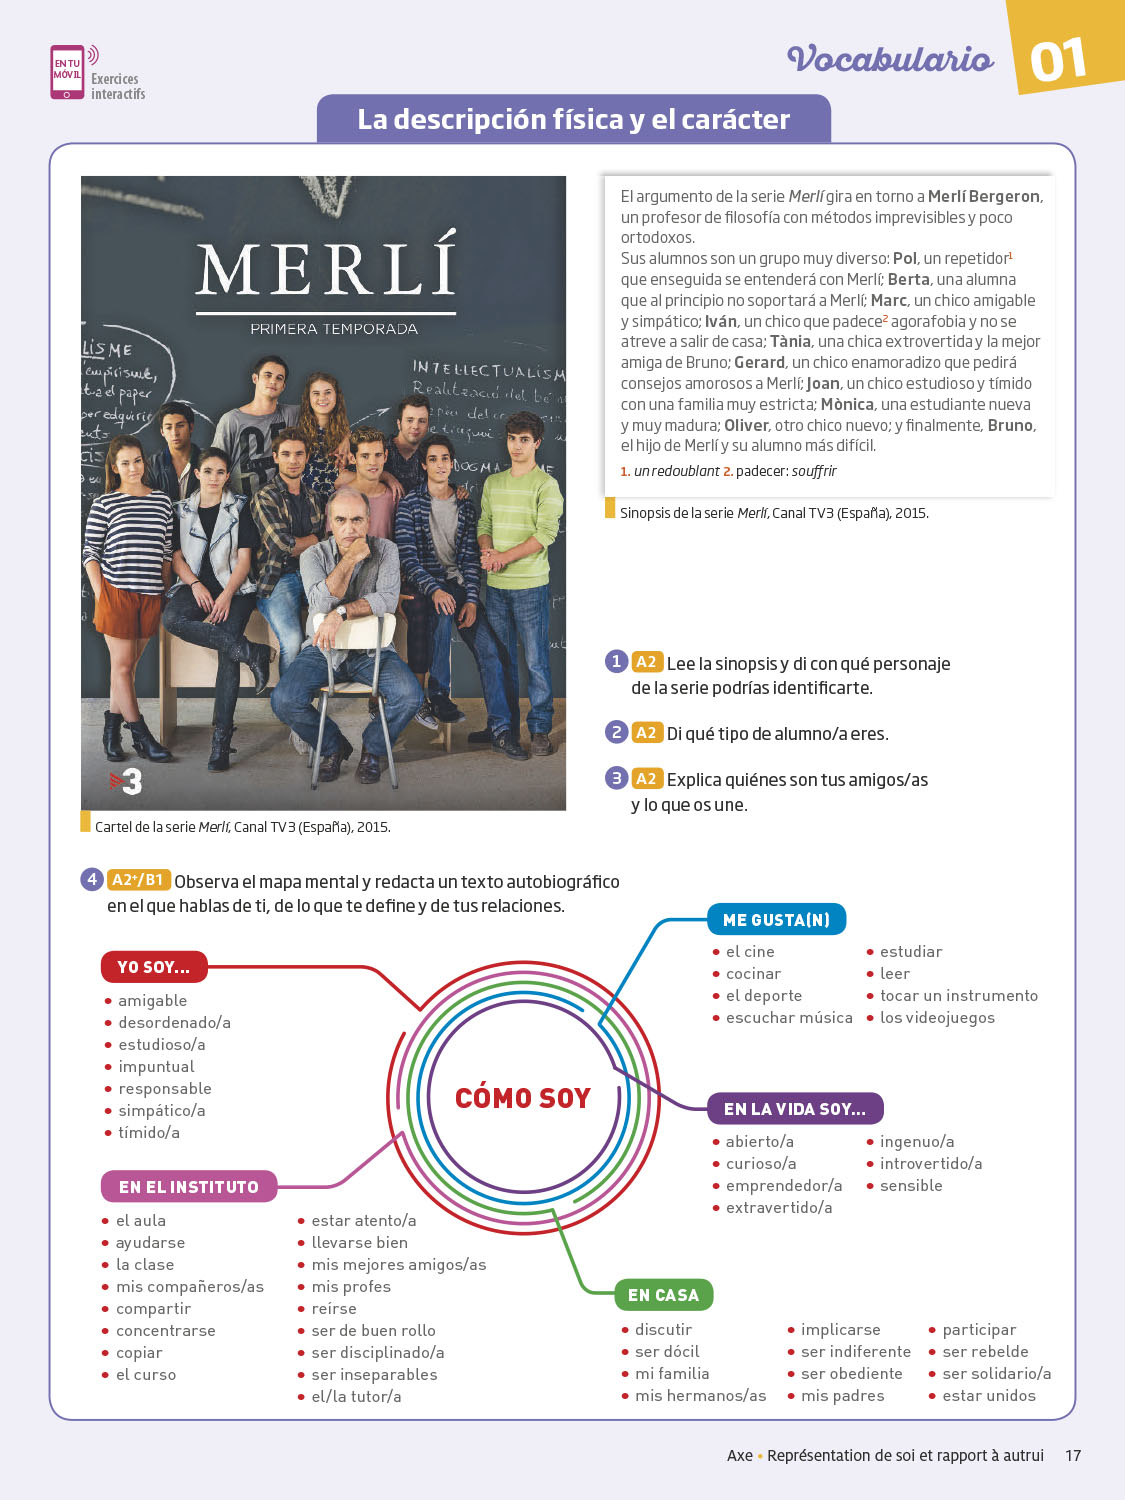 EN TU
MÓVIL
Exercices
interactifs
Vocabulario
01
La descripción física y el carácter
MERLÍ
PRIMERA TEMPORADA
LISME
empirisme,
el paper
per edquirir
INTEL·LECTUALISM
Realització del bé
DOGMATISME
3
Cartel de la serie Merlí, Canal TV3 (España), 2015.
El argumento de la serie Merlí gira en torno a Merlí Bergeron,
un profesor de filosofía con métodos imprevisibles y poco
ortodoxos.
Sus alumnos son un grupo muy diverso: Pol, un repetidor1
que enseguida se entenderá con Merlí; Berta, una alumna
que al principio no soportará a Merlí; Marc, un chico amigable
y simpático; Iván, un chico que padece2 agorafobia y no se
atreve a salir de casa; Tània, una chica extrovertida y la mejor
amiga de Bruno; Gerard, un chico enamoradizo que pedirá
consejos amorosos a Merlí; Joan, un chico estudioso y tímido
con una familia muy estricta; Mònica, una estudiante nueva
y muy madura; Oliver, otro chico nuevo; y finalmente, Bruno,
el hijo de Merlí y su alumno más difícil.
1. un redoublant 2. padecer: souffrir
Sinopsis de la serie Merlí, Canal TV3 (España), 2015.
1 A2 Lee la sinopsis y di con qué personaje
de la serie podrías identificarte.
2 A2 Di qué tipo de alumno/a eres.
3 A2 Explica quiénes son tus amigos/as
y lo que os une.
4 A2+/B1 Observa el mapa mental y redacta un texto autobiográfico
en el que hablas de ti, de lo que te define y de tus relaciones.
CÓMO SOY
YO SOY...
• amigable
• desordenado/a
• estudioso/a
• impuntual
• responsable
• simpático/a
• tímido/a
EN EL INSTITUTO
• el aula
• ayudarse
• la clase
• mis compañeros/as
• compartir
• concentrarse
• copiar
• el curso
• estar atento/a
• llevarse bien
• mis mejores amigos/as
• mis profes
• reírse
• ser de buen rollo
• ser disciplinado/a
• ser inseparables
• el/la tutor/a
ME GUSTA(N)
• el cine
• cocinar
• el deporte
• escuchar música
• estudiar
• leer
• tocar un instrumento
• los videojuegos
EN LA VIDA SOY...
• abierto/a
• curioso/a
• emprendedor/a
• extravertido/a
• ingenuo/a
• introvertido/a
• sensible
EN CASA
• discutir
• ser dócil
• mi familia
• mis hermanos/as
• implicarse
• ser indiferente
• ser obediente
• mis padres
• participar
• ser rebelde
• ser solidario/a
• estar unidos
Axe • Représentation de soi et rapport à autrui 17